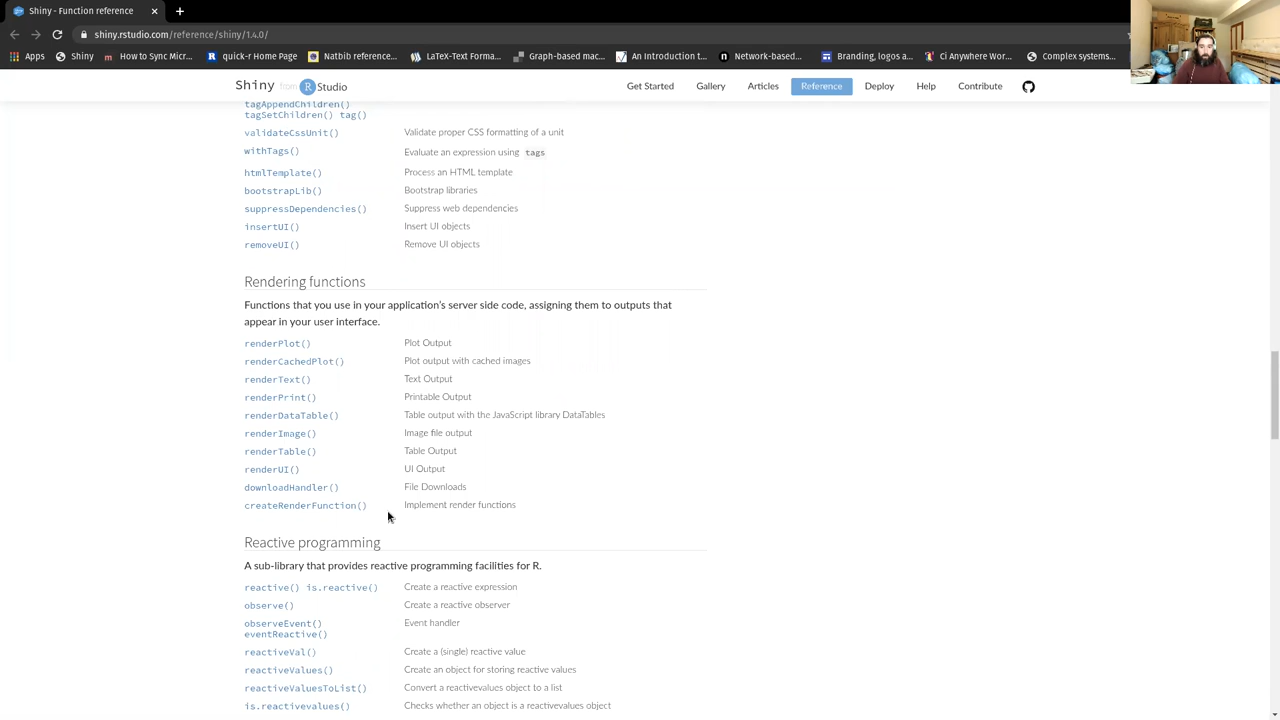 Shiny - Function reference
shiny.rstudio.com/reference/shiny/1.4.0/
Apps
Shiny
How to Sync Micr...
quick-r Home Page
Natbib reference...
LaTeX-Text Forma...
Graph-based mac...
An Introduction t...
Network-based...
Branding, logos a...
Ci Anywhere Wor...
Complex systems...
Shiny from R Studio
Get Started
Gallery
Articles
Reference
Deploy
Help
Contribute
tagAppendChildren()
tagSetChildren() tag()
validateCssUnit() Validate proper CSS formatting of a unit
withTags() Evaluate an expression using tags
htmlTemplate() Process an HTML template
bootstrapLib() Bootstrap libraries
suppressDependencies() Suppress web dependencies
insertUI() Insert UI objects
removeUI() Remove UI objects
Rendering functions
Functions that you use in your application's server side code, assigning them to outputs that
appear in your user interface.
renderPlot() Plot Output
renderCachedPlot() Plot output with cached images
renderText() Text Output
renderPrint() Printable Output
renderDataTable() Table output with the JavaScript library DataTables
renderImage() Image file output
renderTable() Table Output
renderUI() UI Output
downloadHandler() File Downloads
createRenderFunction() Implement render functions
Reactive programming
A sub-library that provides reactive programming facilities for R.
reactive() is.reactive() Create a reactive expression
observe() Create a reactive observer
observeEvent() Event handler
eventReactive()
reactiveVal() Create a (single) reactive value
reactiveValues() Create an object for storing reactive values
reactiveValuesToList() Convert a reactivevalues object to a list
is.reactivevalues() Checks whether an object is a reactivevalues object